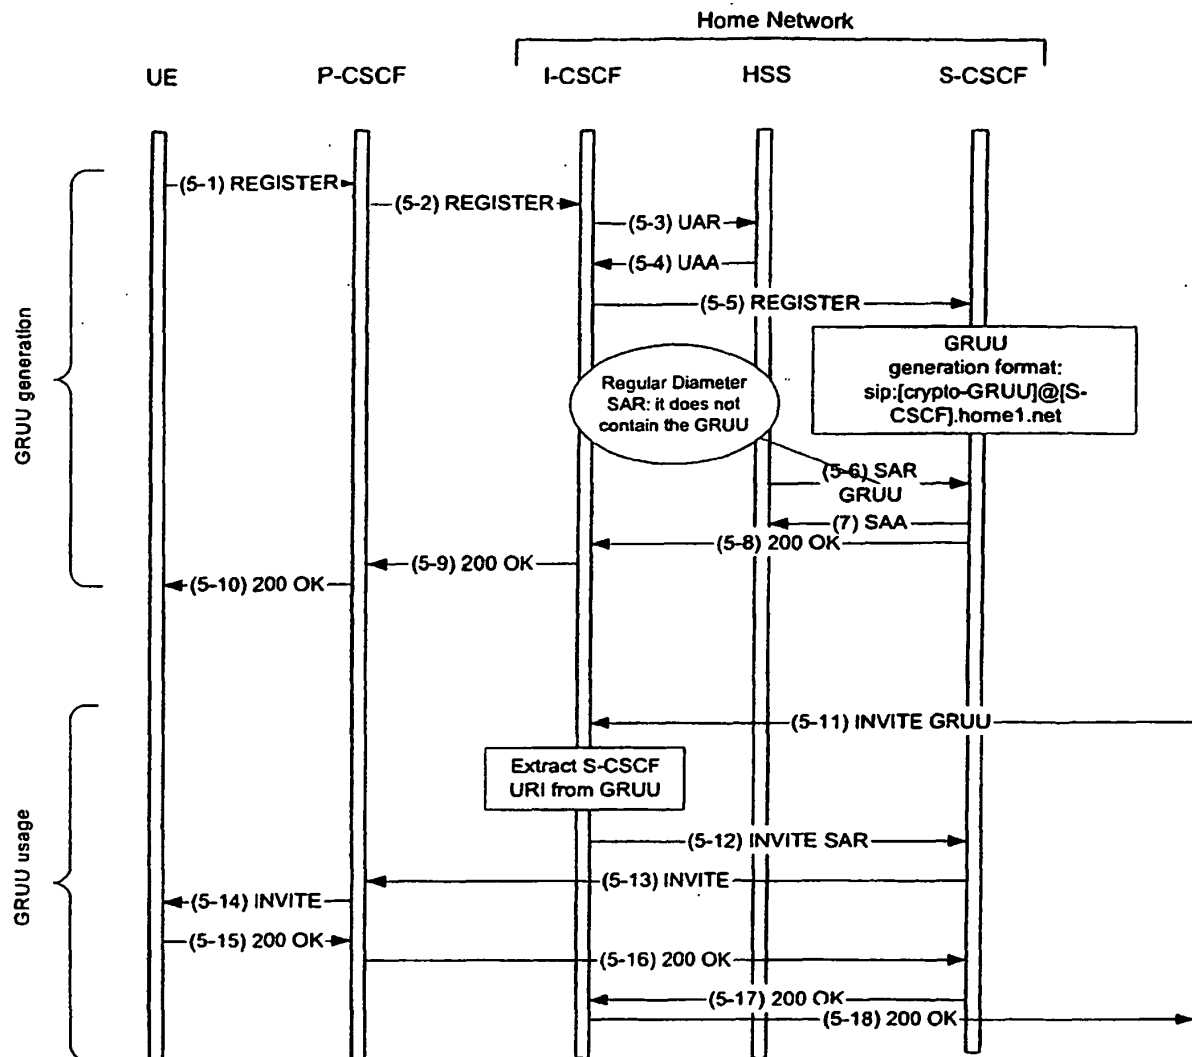 Home Network
UE
P-CSCF
I-CSCF
HSS
S-CSCF
GRUU generation
(5-1) REGISTER
(5-2) REGISTER
(5-3) UAR
(5-4) UAA
(5-5) REGISTER
GRUU
generation format:
sip:[crypto-GRUU]@[S-
CSCF].home1.net
Regular Diameter
SAR: it does not
contain the GRUU
(5-6) SAR
GRUU
(7) SAA
(5-8) 200 OK
(5-9) 200 OK
(5-10) 200 OK
GRUU usage
(5-11) INVITE GRUU
Extract S-CSCF
URI from GRUU
(5-12) INVITE SAR
(5-13) INVITE
(5-14) INVITE
(5-15) 200 OK
(5-16) 200 OK
(5-17) 200 OK
(5-18) 200 OK